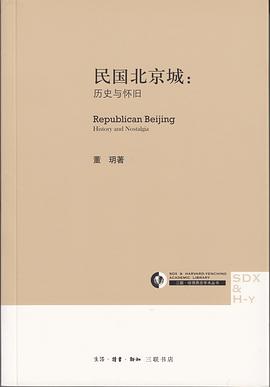 民国北京城：
历史与怀旧
Republican Beijing
History and Nostalgia
董 玥著
SDX & HARVARD-YENCHING
ACADEMIC LIBRARY
三联·哈佛燕京学术丛书
SDX
&
H-Y
生活·讀書·新知 三联书店